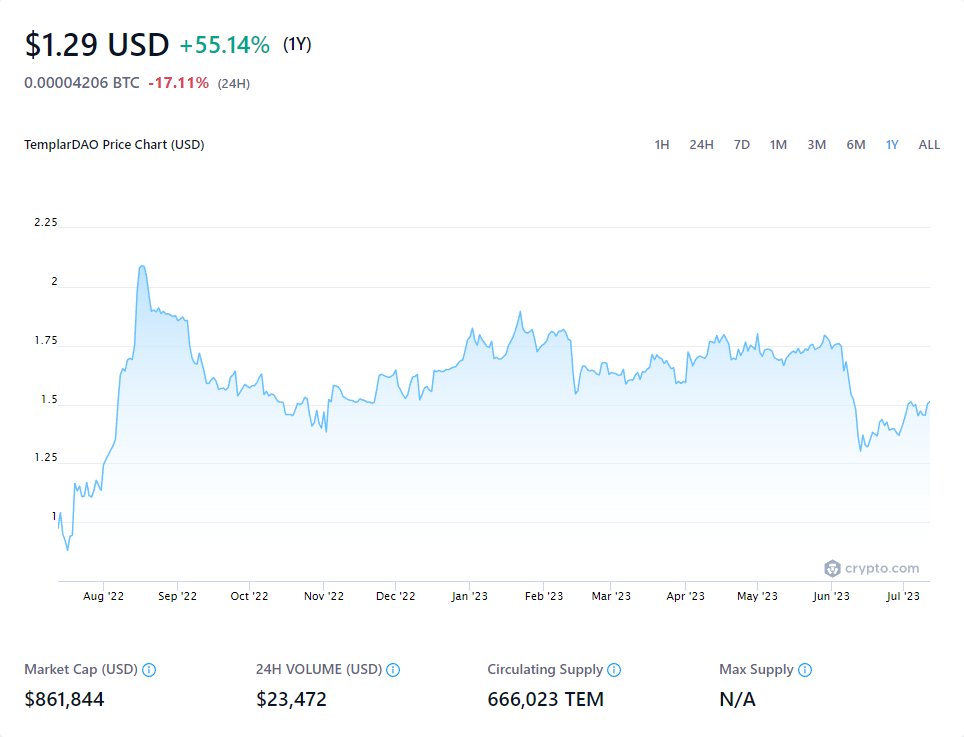 $1.29 USD +55.14% (1Y)
0.00004206 BTC -17.11% (24H)
TemplarDAO Price Chart (USD) 1H 24H 7D 1M 3M 6M 1Y ALL
2.25
2
1.75
1.5
1.25
1
crypto.com
Aug '22 Sep '22 Oct '22 Nov '22 Dec '22 Jan '23 Feb '23 Mar '23 Apr '23 May '23 Jun '23 Jul '23
Market Cap (USD) 24H VOLUME (USD) Circulating Supply Max Supply
$861,844 $23,472 666,023 TEM N/A